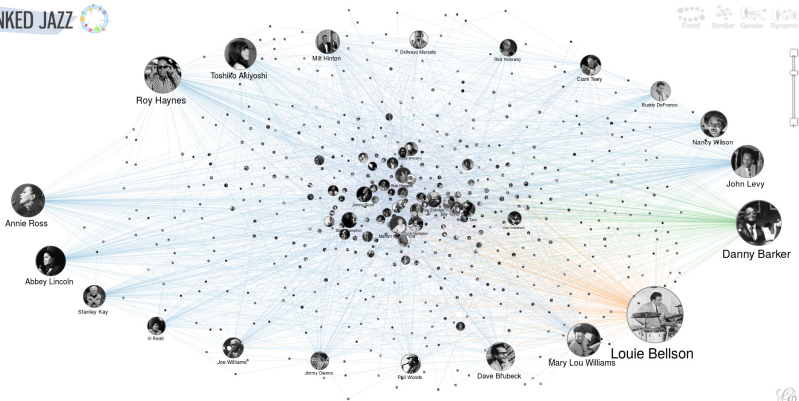 NKED JAZZ
Fixed
Similar
Gender
Dynamic
Toshiko Akiyoshi
Milt Hinton
Delfeayo Marsalis
Red Holloway
Clark Terry
Roy Haynes
Buddy DeFranco
Nancy Wilson
John Levy
Annie Ross
Danny Barker
Abbey Lincoln
Stanley Kay
Vi Redd
Louie Bellson
Joe Williams
Jimmy Owens
Phil Woods
Dave Brubeck
Mary Lou Williams